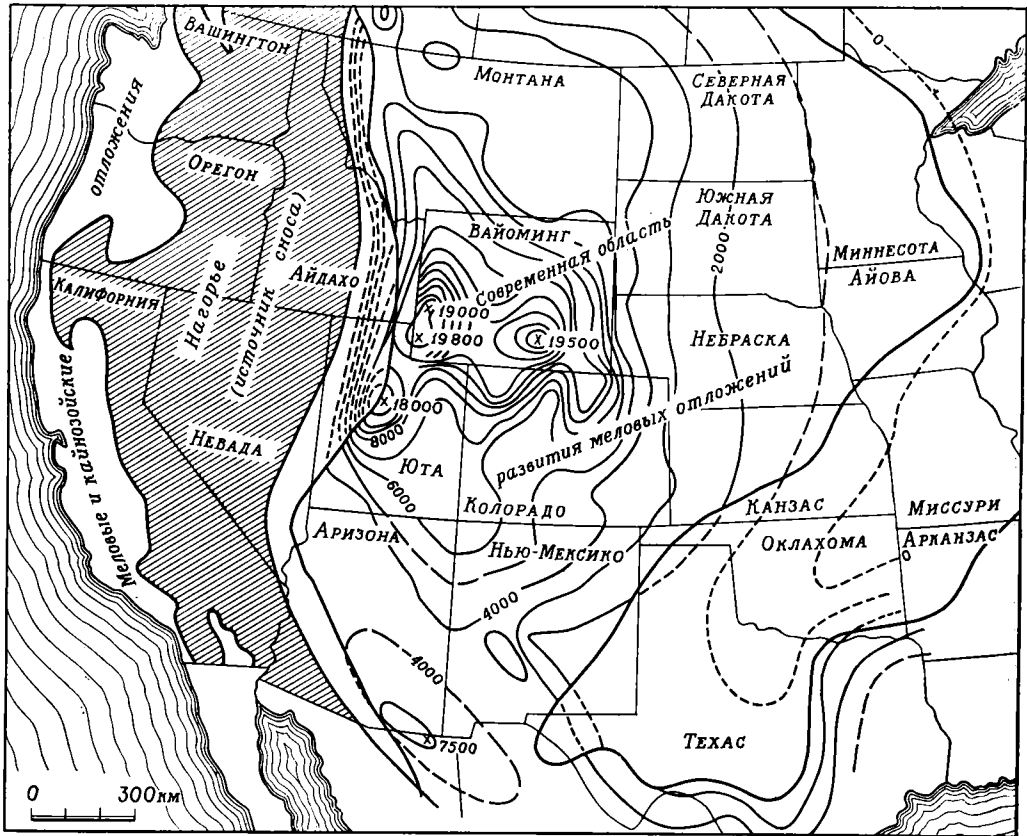 0
Вашингтон
Монтана
Северная
Дакота
0
отложения
Орегон
Южная
Дакота
Вайоминг
Современная область
2000
Миннесота
Айова
Айдахо
(источник сноса)
Нагорье
Калифорния
19000
19800
19500
Небраска
18000
8000
Невада
Юта
6000
развития меловых отложений
Меловые и кайнозойские
Колорадо
Канзас
Миссури
Аризона
Нью-Мексико
Оклахома
Арканзас
0
4000
4000
7500
Техас
0 300км